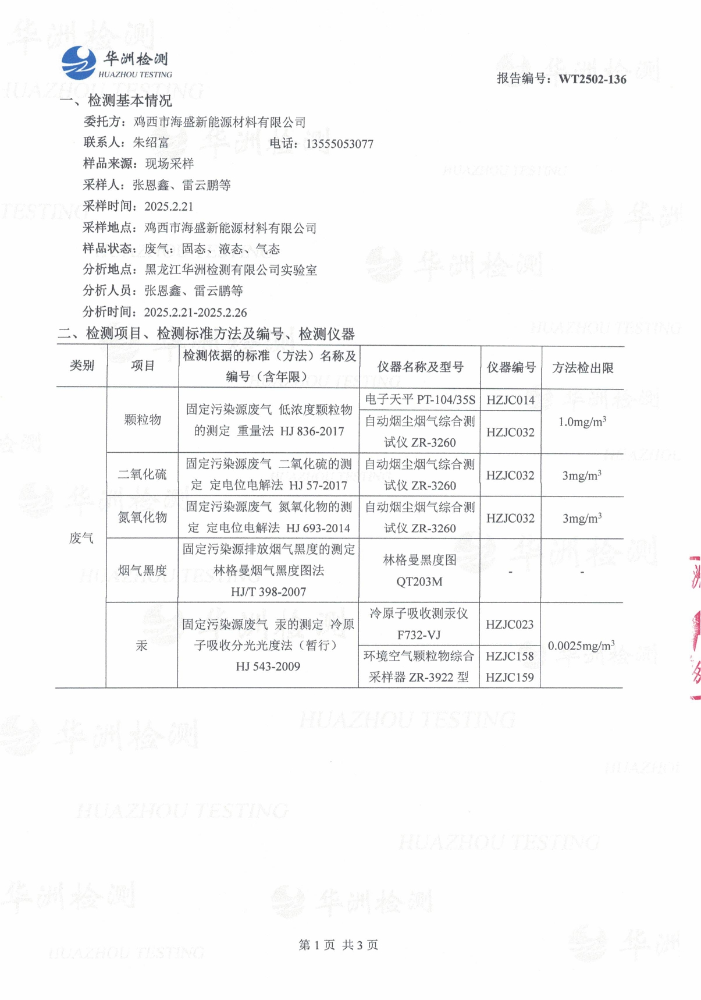 华洲检测
HUAZHOU TESTING
报告编号：WT2502-136
一、检测基本情况
委托方：鸡西市海盛新能源材料有限公司
联系人：朱绍富 电话：13555053077
样品来源：现场采样
采样人：张恩鑫、雷云鹏等
采样时间：2025.2.21
采样地点：鸡西市海盛新能源材料有限公司
样品状态：废气：固态、液态、气态
分析地点：黑龙江华洲检测有限公司实验室
分析人员：张恩鑫、雷云鹏等
分析时间：2025.2.21-2025.2.26
二、检测项目、检测标准方法及编号、检测仪器
类别 项目 检测依据的标准（方法）名称及 仪器名称及型号 仪器编号 方法检出限
编号（含年限）
废气
颗粒物
固定污染源废气 低浓度颗粒物
的测定 重量法 HJ 836-2017
电子天平 PT-104/35S HZJC014
自动烟尘烟气综合测
试仪 ZR-3260
HZJC032
1.0mg/m³
二氧化硫
固定污染源废气 二氧化硫的测
定 定电位电解法 HJ 57-2017
自动烟尘烟气综合测
试仪 ZR-3260
HZJC032
3mg/m³
氮氧化物
固定污染源废气 氮氧化物的测
定 定电位电解法 HJ 693-2014
自动烟尘烟气综合测
试仪 ZR-3260
HZJC032
3mg/m³
烟气黑度
固定污染源排放烟气黑度的测定
林格曼烟气黑度图法
HJ/T 398-2007
林格曼黑度图
QT203M
-
-
汞
固定污染源废气 汞的测定 冷原
子吸收分光光度法（暂行）
HJ 543-2009
冷原子吸收测汞仪
F732-VJ
HZJC023
环境空气颗粒物综合
采样器 ZR-3922 型
HZJC158
HZJC159
0.0025mg/m³
第 1 页 共 3 页